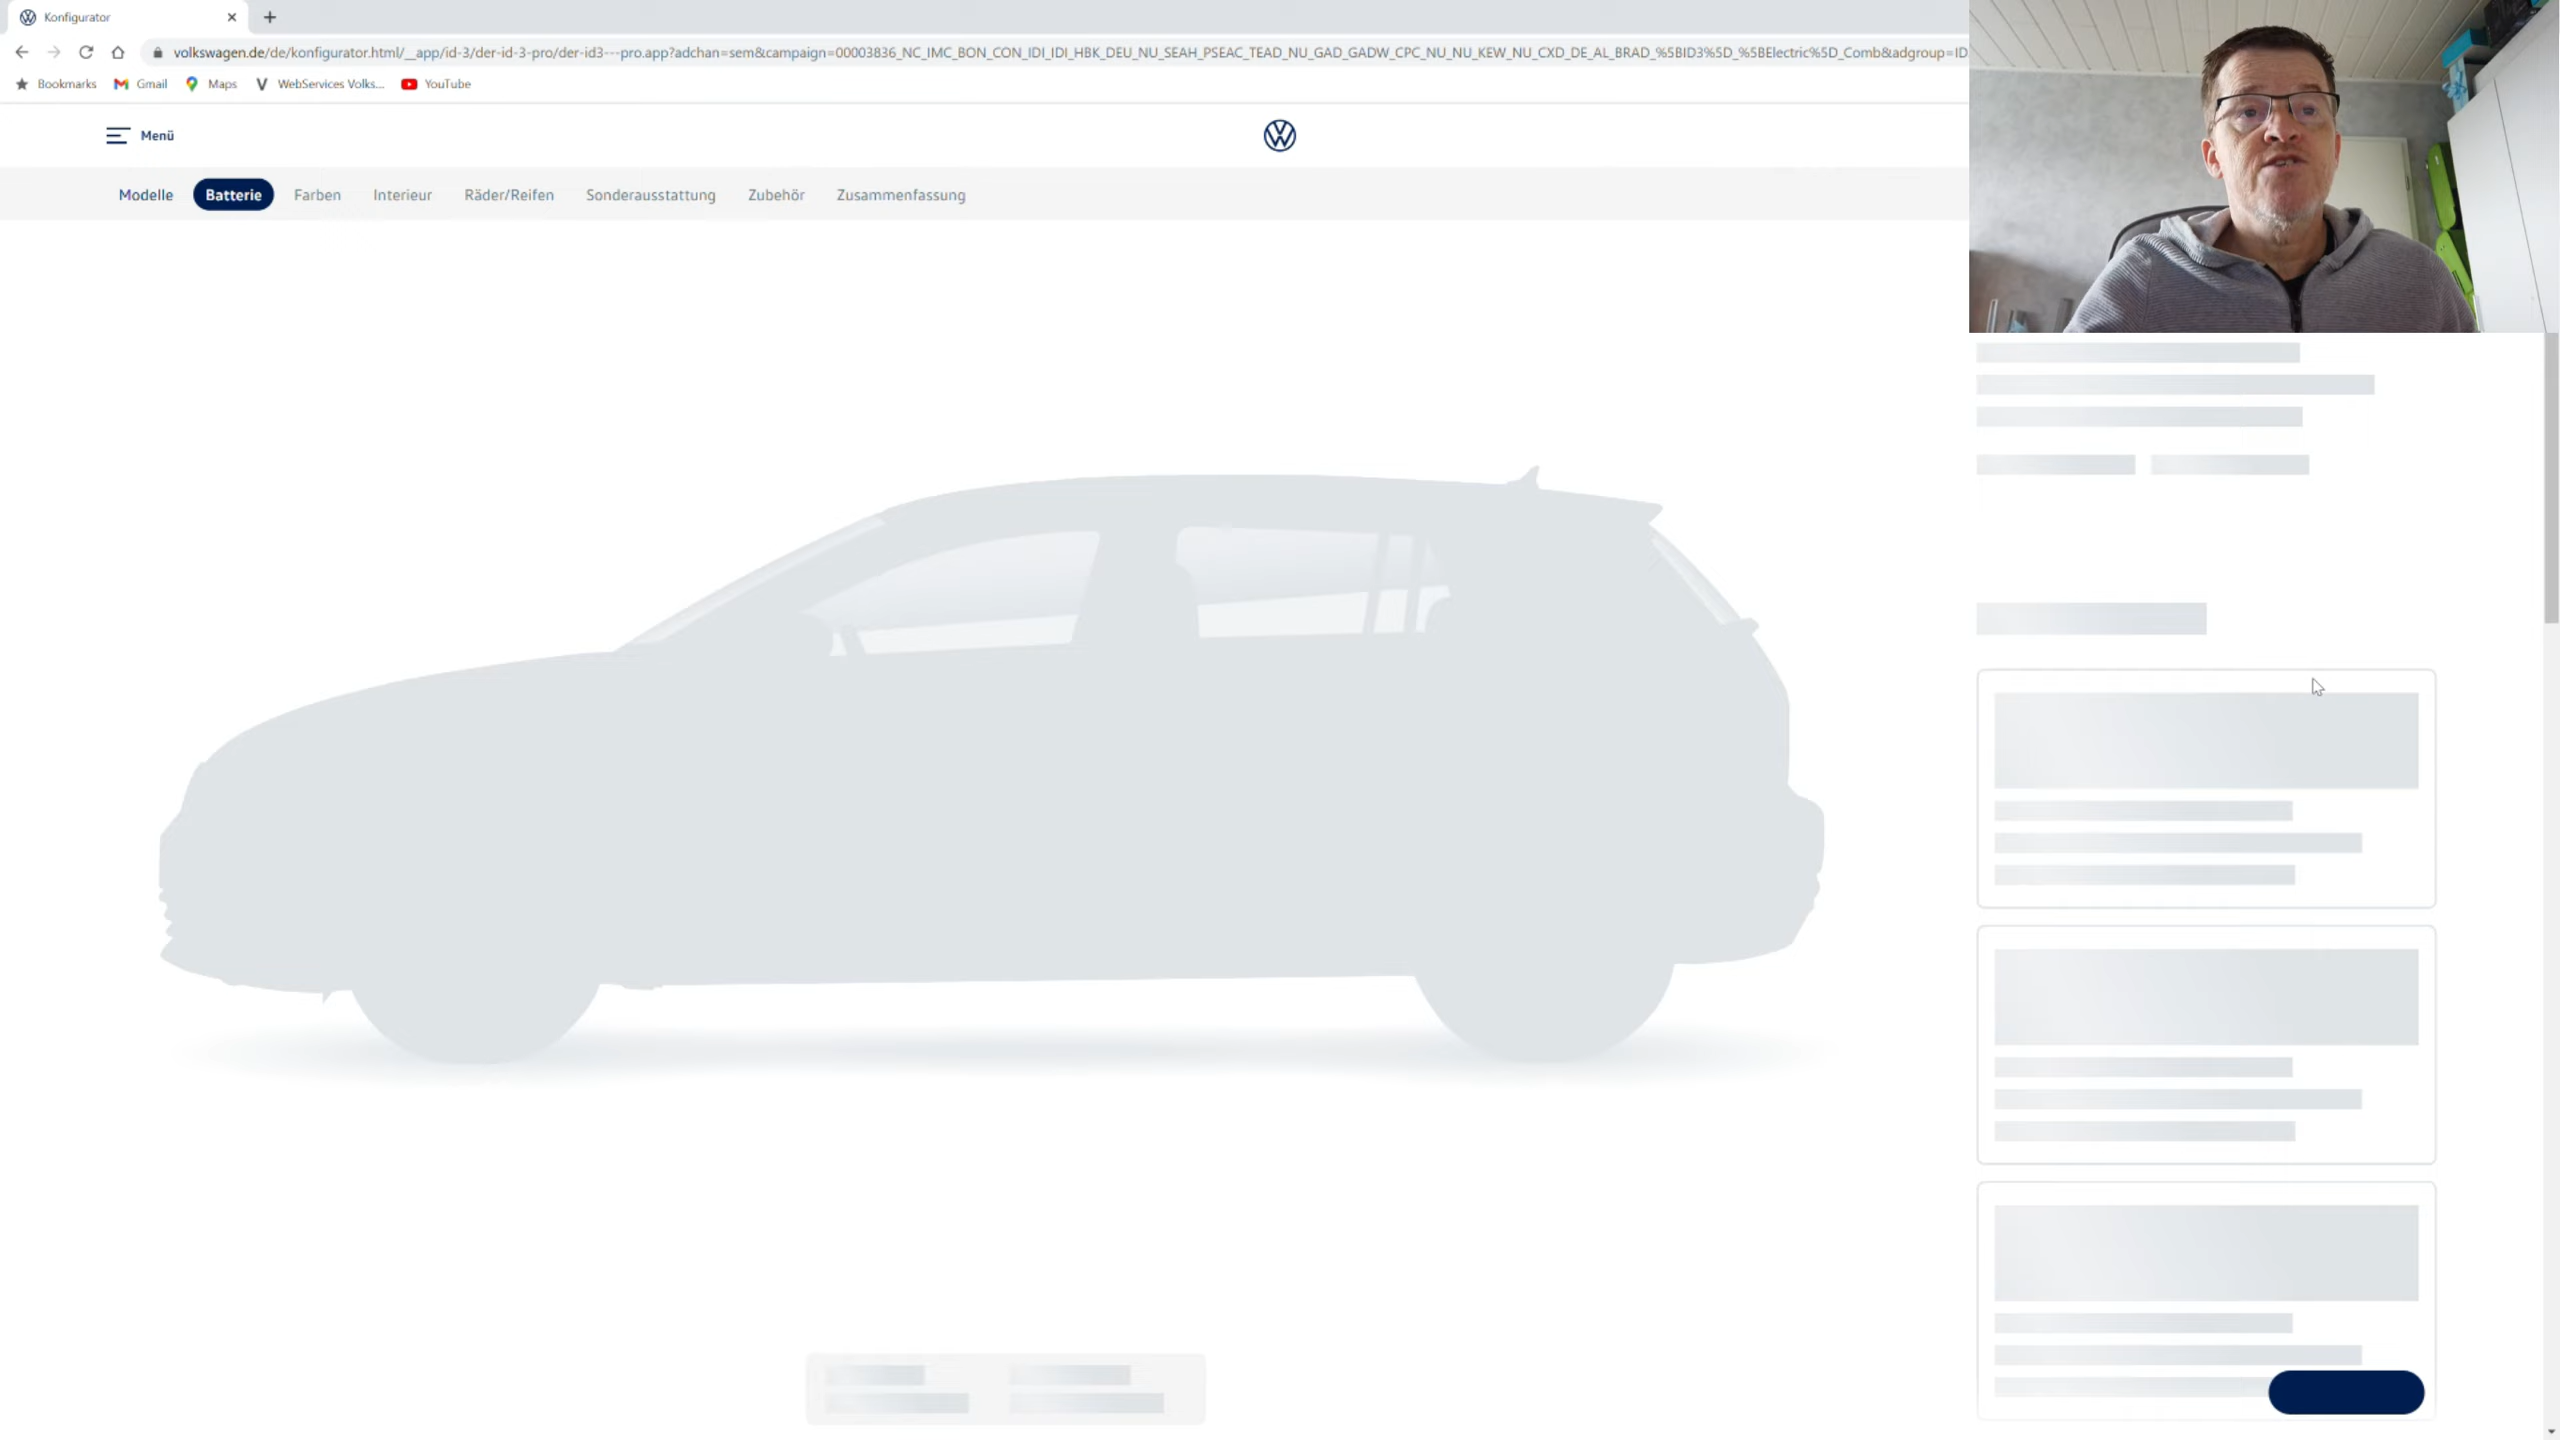 Konfigurator
volkswagen.de/de/konfigurator.html/__app/id-3/der-id-3-pro/der-id3---pro.app?adchan=sem&campaign=00003836_NC_IMC_BON_CON_IDI_IDI_HBK_DEU_NU_SEAH_PSEAC_TEAD_NU_GAD_GADW_CPC_NU_NU_KEW_NU_CXD_DE_AL_BRAD_%5BID3%5D_%5BElectric%5D_Comb&adgroup=ID
Bookmarks Gmail Maps WebServices Volks... YouTube
Menü
Modelle Batterie Farben Interieur Räder/Reifen Sonderausstattung Zubehör Zusammenfassung